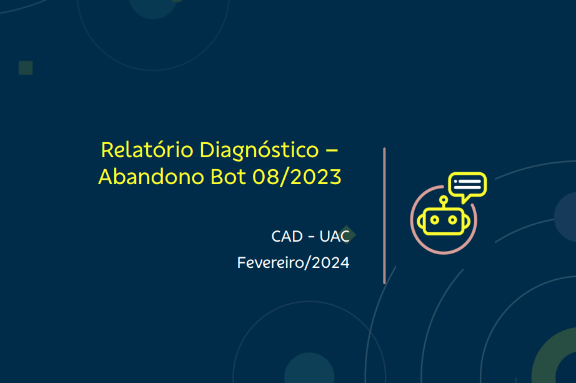 Relatório Diagnóstico –
Abandono Bot 08/2023
CAD - UAC
Fevereiro/2024